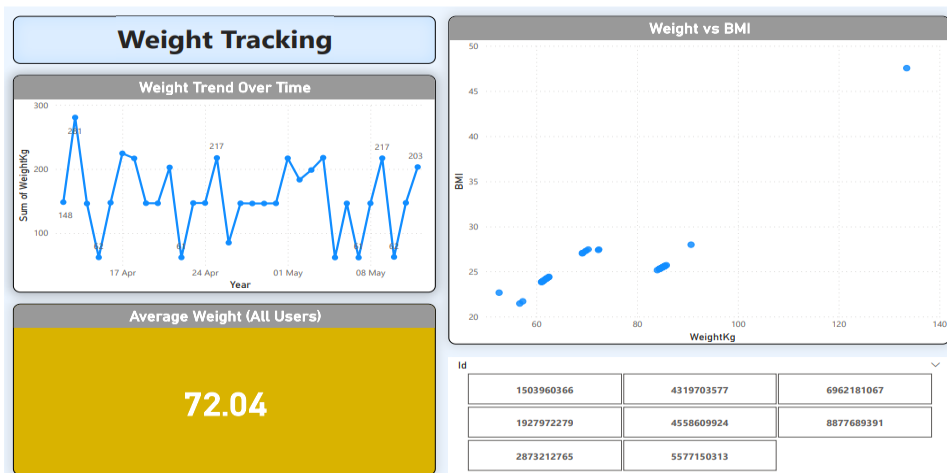 Weight Tracking
Weight Trend Over Time
300
200
100
Sum of WeightKg
148
281
62
61
217
61
217
62
203
17 Apr
24 Apr
01 May
08 May
Year
Average Weight (All Users)
72.04
Weight vs BMI
50
45
40
35
30
25
20
BMI
60
80
100
120
140
WeightKg
Id
1503960366
4319703577
6962181067
1927972279
4558609924
8877689391
2873212765
5577150313